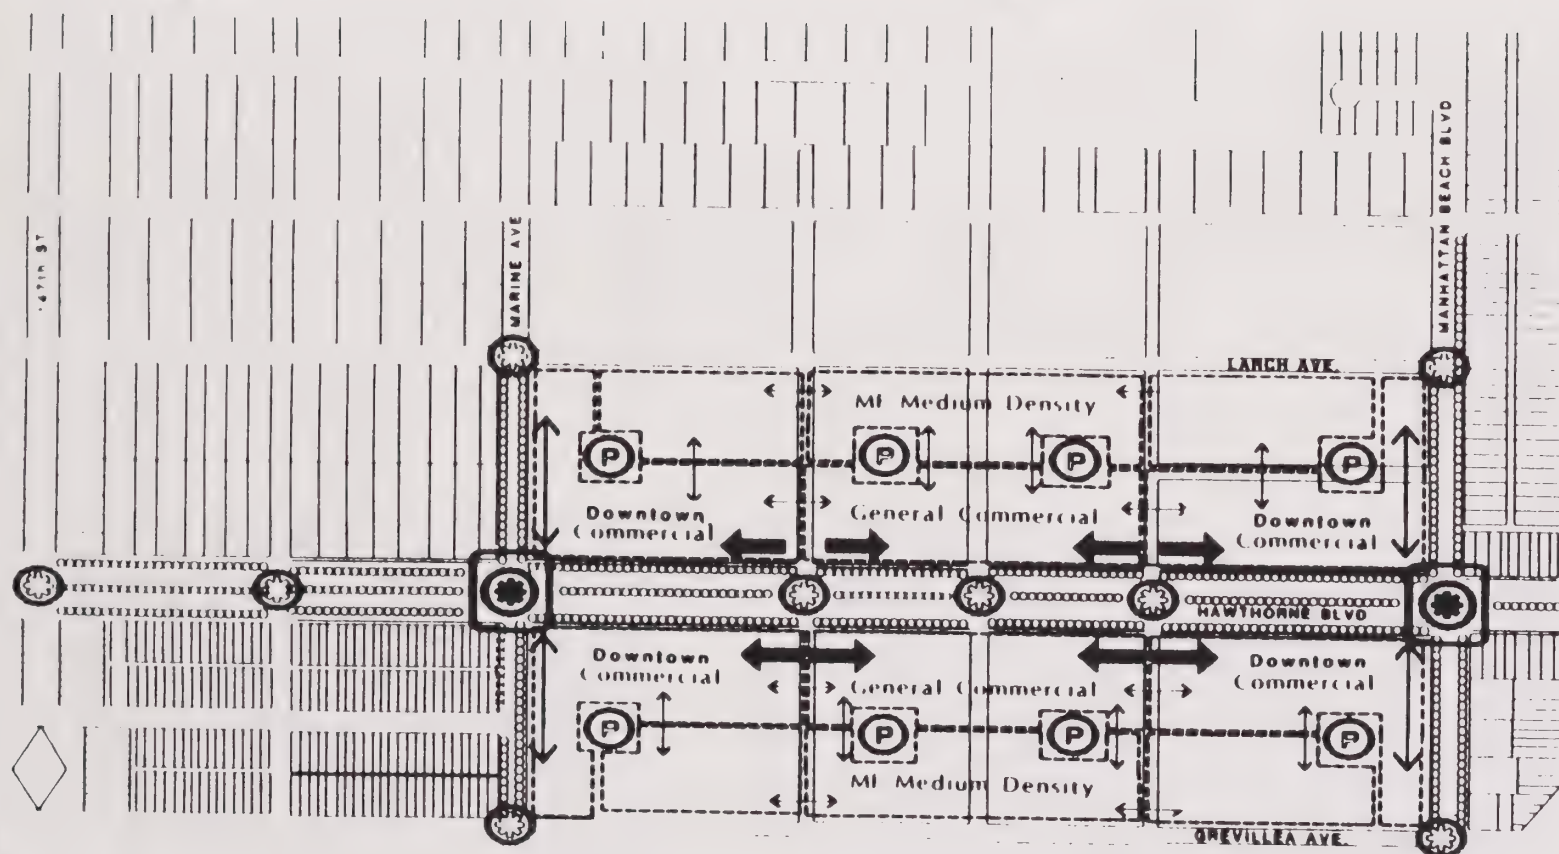 MANHATTAN BEACH BLVD
MARINE AVE
LARCH AVE.
MF Medium Density
P
P
P
P
Downtown
Commercial
General Commercial
Downtown
Commercial
HAWTHORNE BLVD
Downtown
Commercial
General Commercial
Downtown
Commercial
P
P
P
P
MF Medium Density
GREVILLEA AVE.